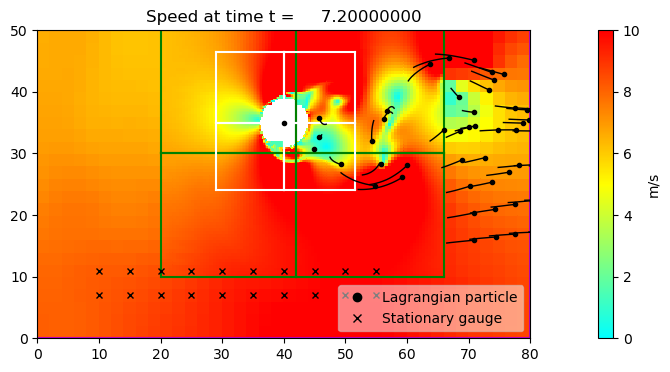 Speed at time t = 7.20000000
50
40
30
20
10
0
0 10 20 30 40 50 60 70 80
Lagrangian particle
Stationary gauge
10
8
6
4
2
0
m/s